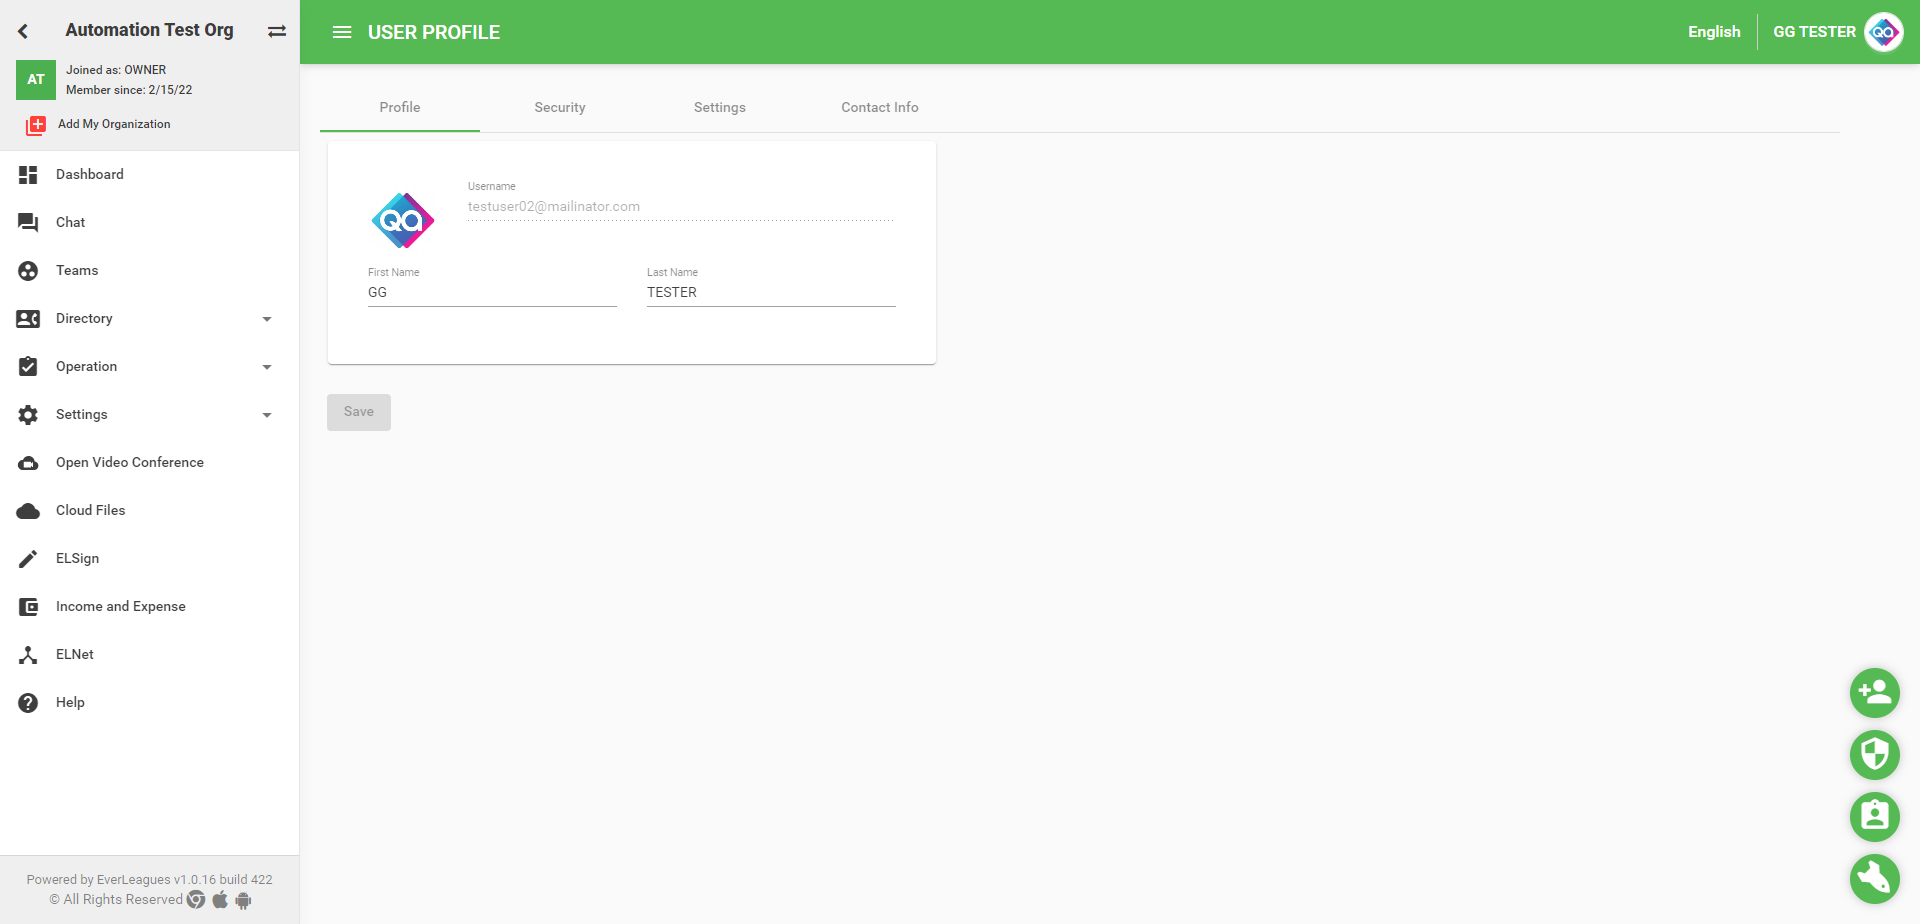 Automation Test Org
AT
Joined as: OWNER
Member since: 2/15/22
Add My Organization
Dashboard
Chat
Teams
Directory
Operation
Settings
Open Video Conference
Cloud Files
ELSign
Income and Expense
ELNet
Help
Powered by EverLeagues v1.0.16 build 422
© All Rights Reserved
USER PROFILE
English
GG TESTER
QA
Profile
Security
Settings
Contact Info
QA
Username
testuser02@mailinator.com
First Name
GG
Last Name
TESTER
Save